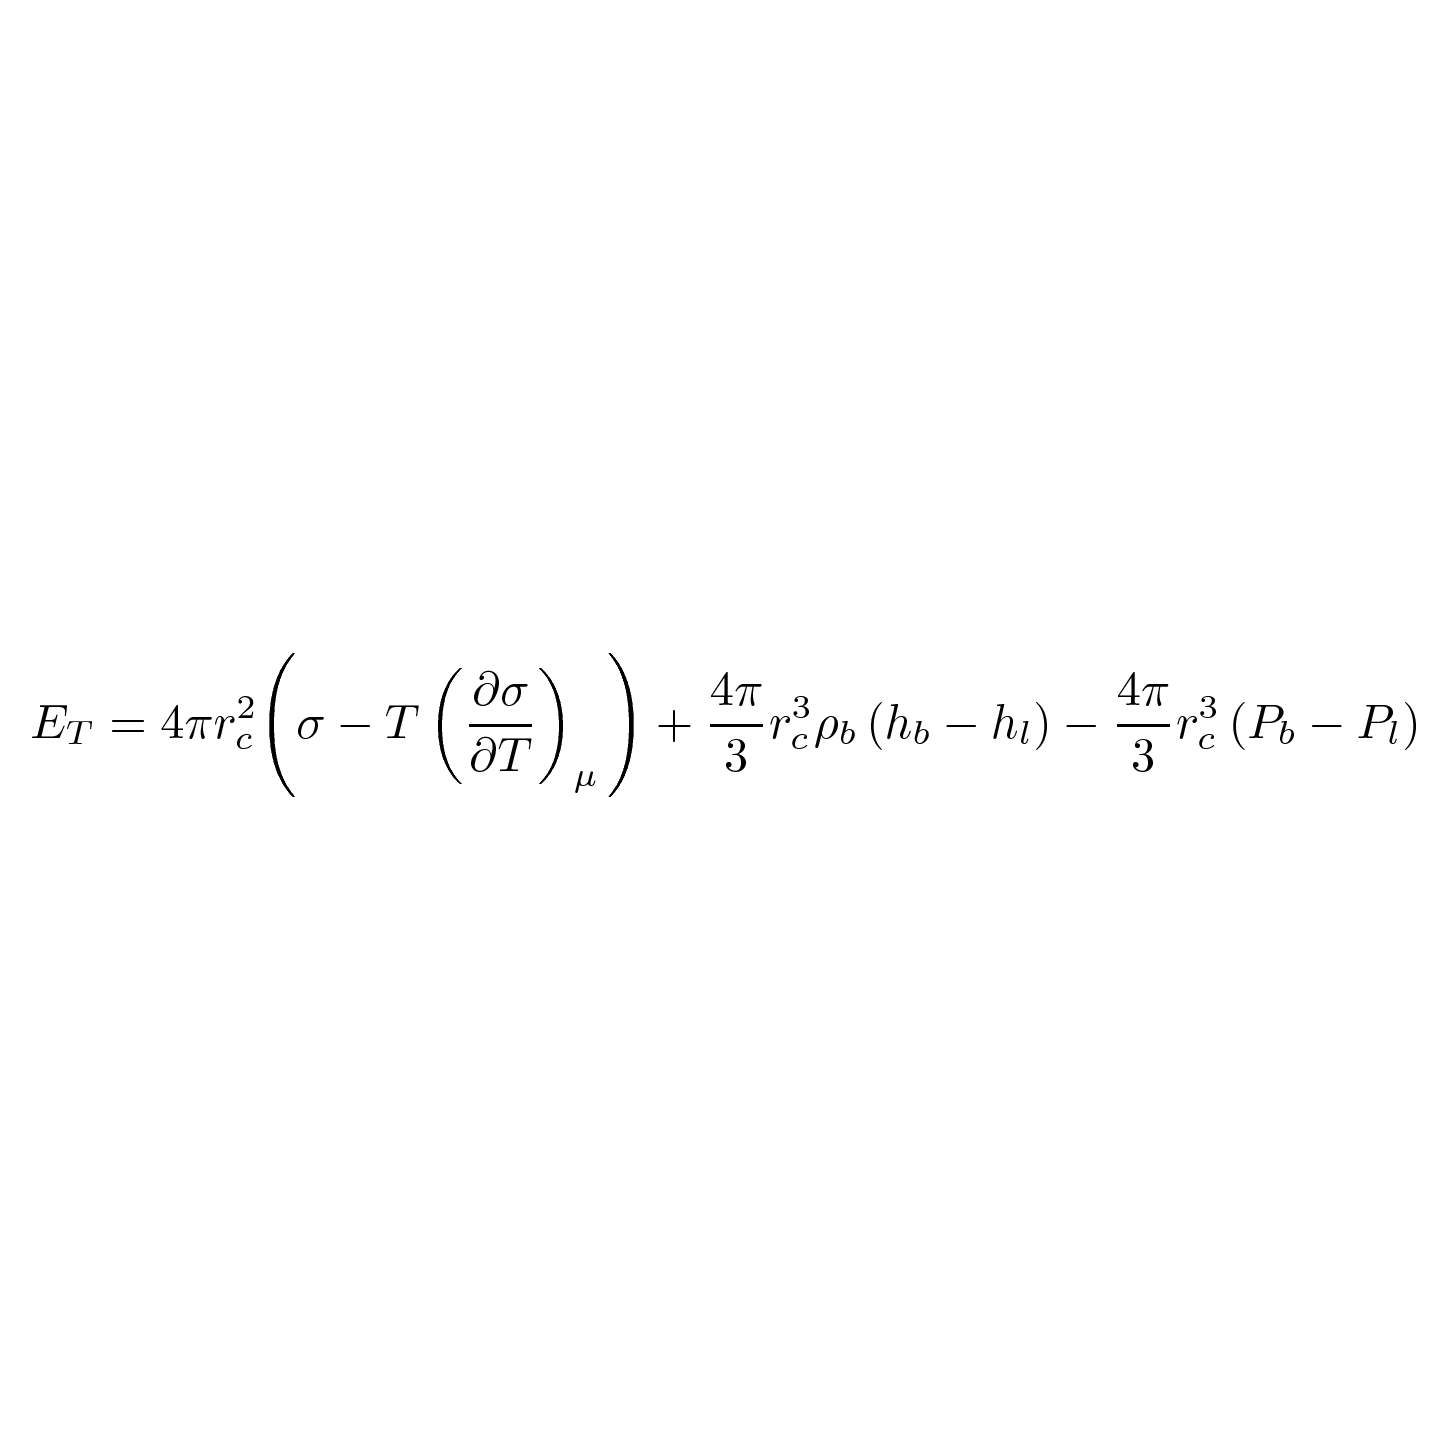 $E_T = 4\pi r_c^2 \left( \sigma - T \left( \frac{\partial \sigma}{\partial T} \right)_\mu \right) + \frac{4\pi}{3} r_c^3 \rho_b \left( h_b - h_l \right) - \frac{4\pi}{3} r_c^3 \left( P_b - P_l \right)$